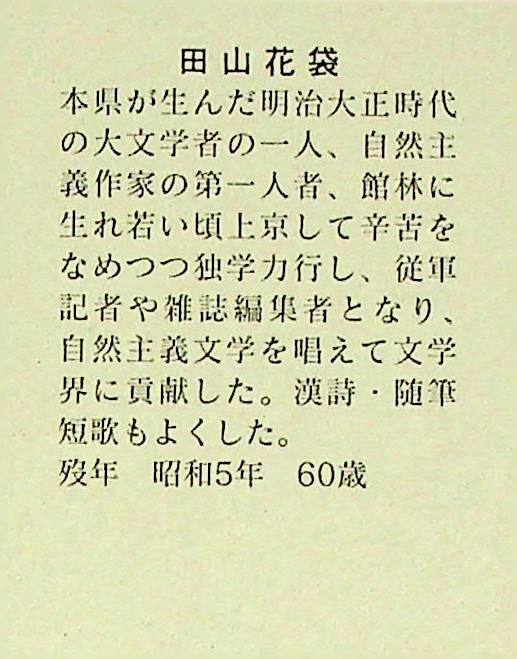 田山花袋
本県が生んだ明治大正時代
の大文学者の一人、自然主
義作家の第一人者、館林に
生れ若い頃上京して辛苦を
なめつつ独学力行し、従軍
記者や雑誌編集者となり、
自然主義文学を唱えて文学
界に貢献した。漢詩・随筆
短歌もよくした。
歿年　昭和5年　60歳